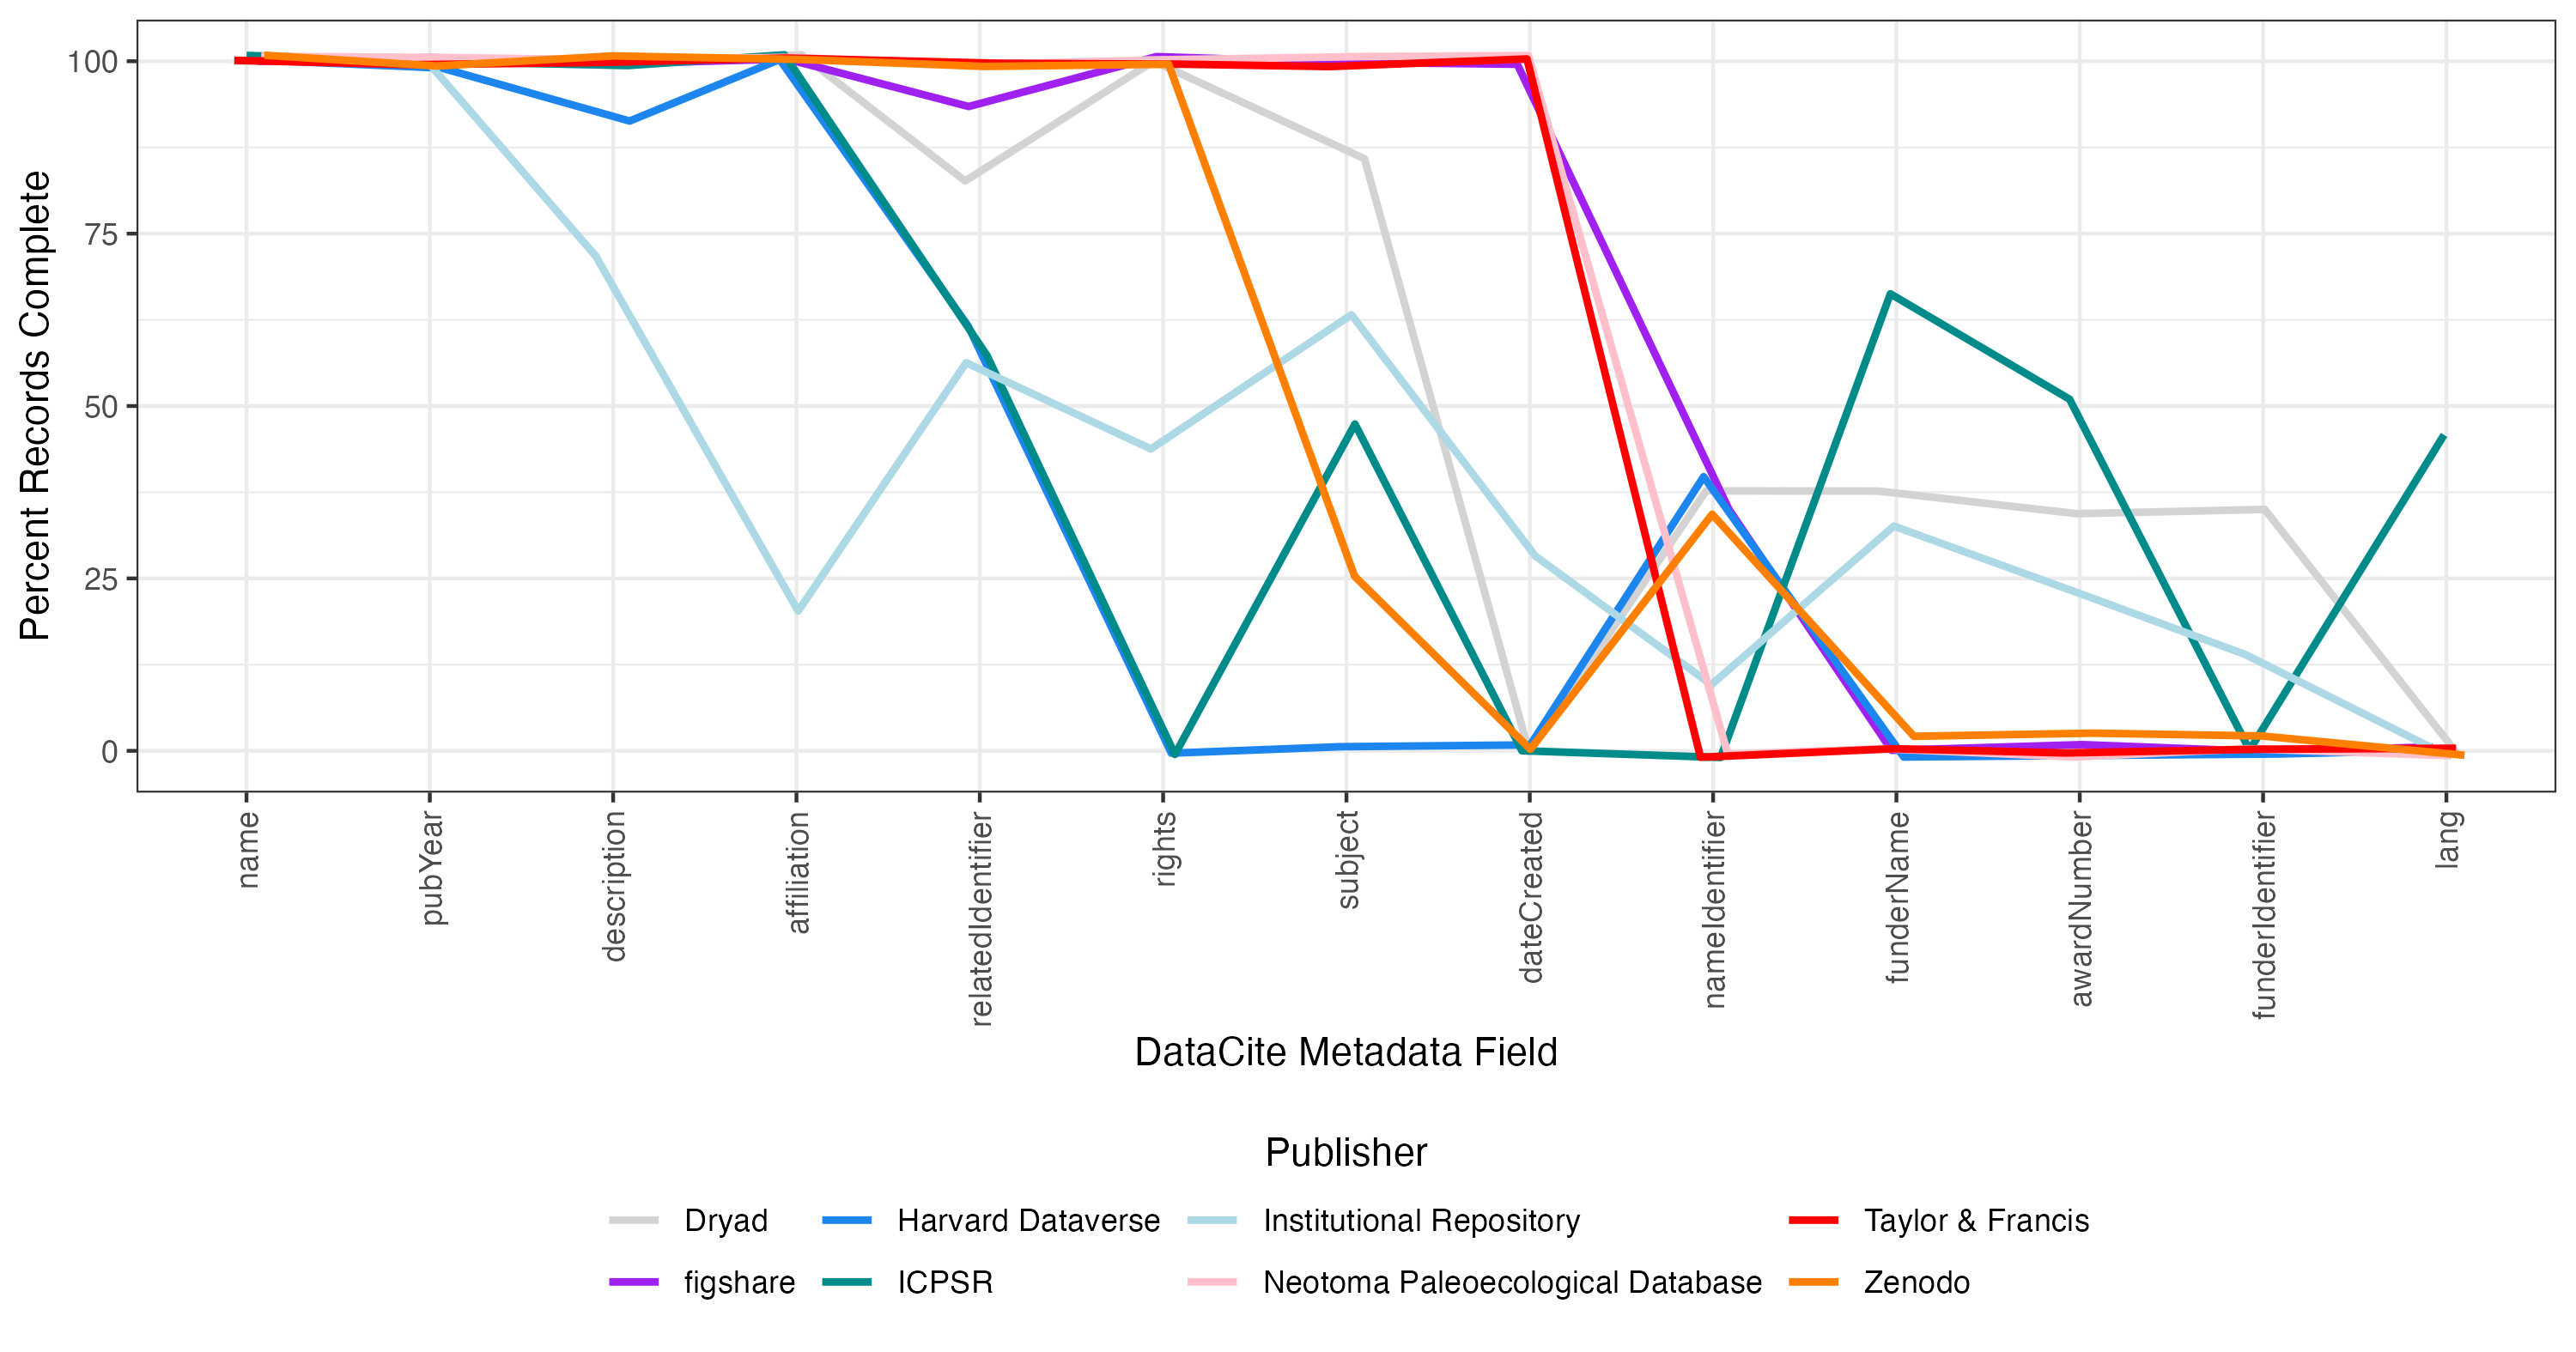 Percent Records Complete
100
75
50
25
0
name
pubYear
description
affiliation
relatedIdentifier
rights
subject
dateCreated
nameIdentifier
funderName
awardNumber
funderIdentifier
lang
DataCite Metadata Field
Publisher
Dryad Harvard Dataverse Institutional Repository Taylor & Francis
figshare ICPSR Neotoma Paleoecological Database Zenodo